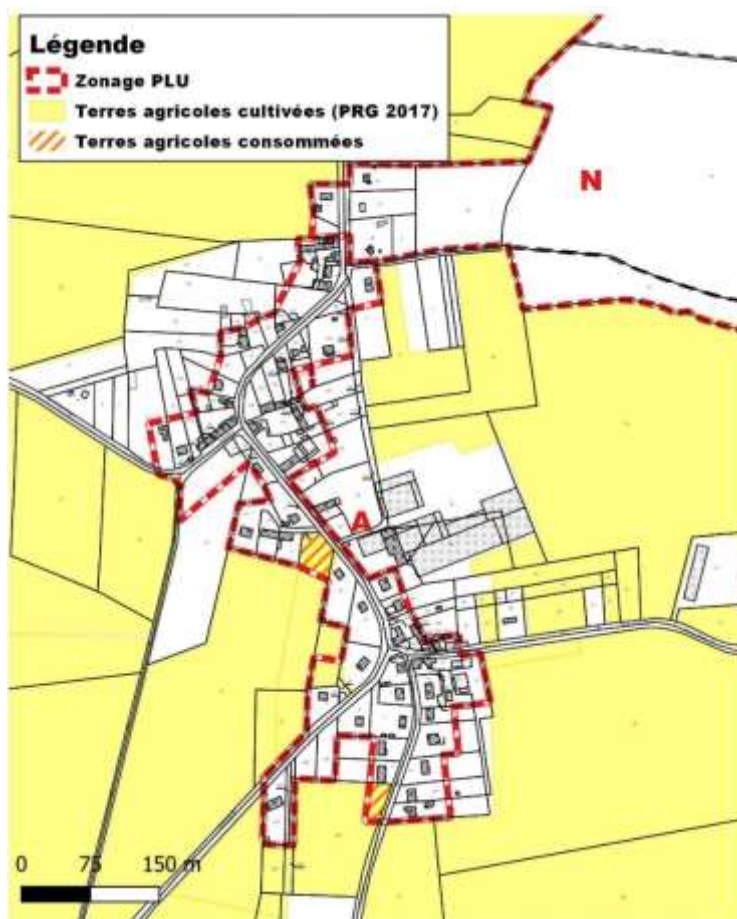 Légende
Zonage PLU
Terres agricoles cultivées (PRG 2017)
Terres agricoles consommées
N
A
0 75 150 m